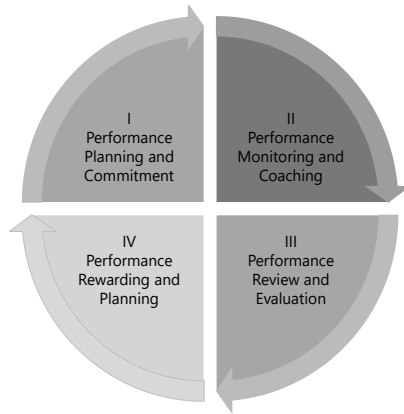 I
Performance
Planning and
Commitment
II
Performance
Monitoring and
Coaching
III
Performance
Review and
Evaluation
IV
Performance
Rewarding and
Planning